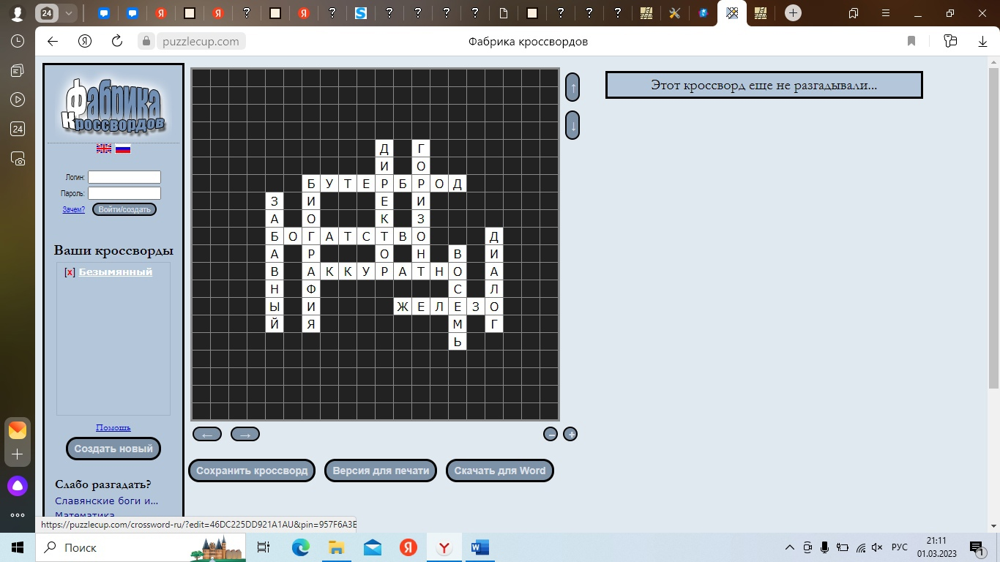 24
puzzlecup.com
Фабрика кроссвордов
Фабрика
кроссвордов
Логин:
Пароль:
Зачем?
Войти/создать
Ваши кроссворды
[x] Безымянный
Помощь
Создать новый
Слабо разгадать?
Славянские боги и...
Математика
24
Д Г
И О
БУТЕРБРОД
З И Е И
А О К З
БОГАТСТВО Д
А Р О Н В И
В АККУРАТНО А
Н Ф С Л
Ы И ЖЕЛЕЗО
Й Я М Г
Ь
Сохранить кроссворд
Версия для печати
Скачать для Word
Этот кроссворд еще не разгадывали...
https://puzzlecup.com/crossword-ru/?edit=46DC225DD921A1AU&pin=957F6A3E
Поиск
РУС
21:11
01.03.2023
1